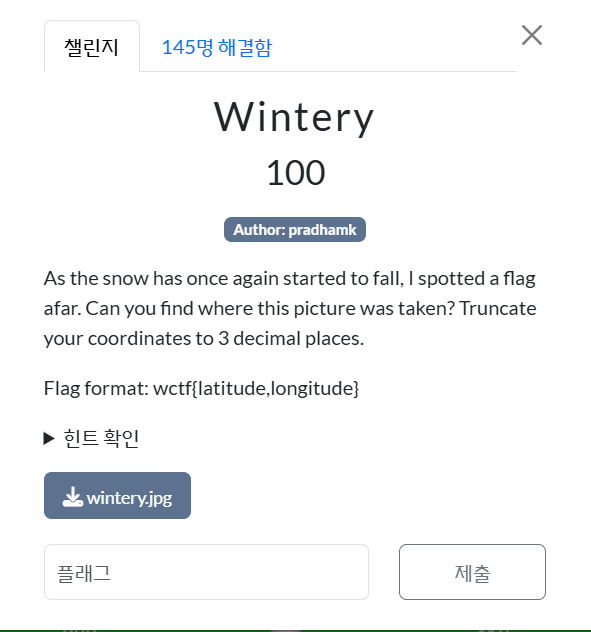 챌린지
145명 해결함
Wintery
100
Author: pradhamk
As the snow has once again started to fall, I spotted a flag
afar. Can you find where this picture was taken? Truncate
your coordinates to 3 decimal places.
Flag format: wctf{latitude,longitude}
힌트 확인
wintery.jpg
플래그
제출